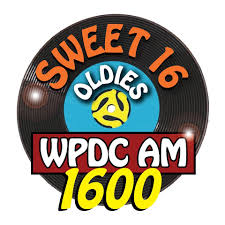 SWEET 16
OLDIES
WPDC AM
1600